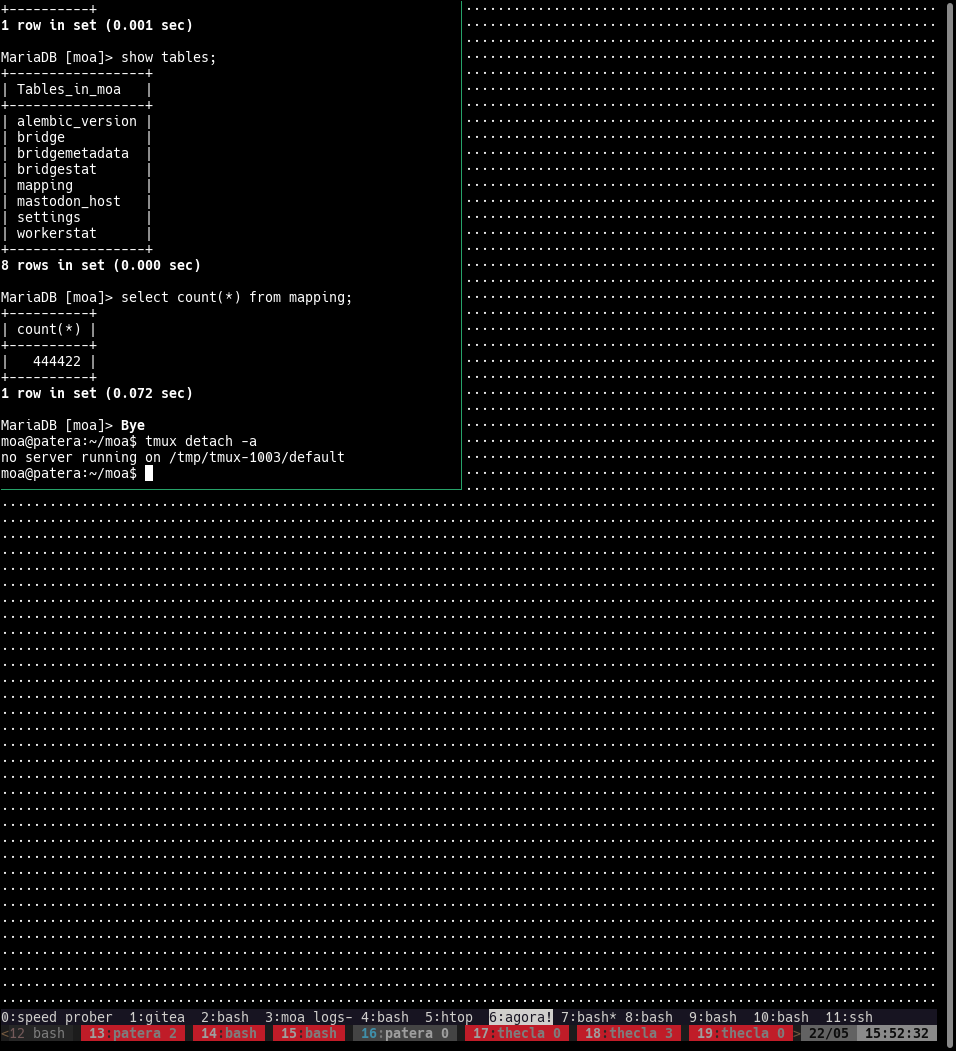 +----------+
1 row in set (0.001 sec)
MariaDB [moa]> show tables;
+-----------------+
| Tables_in_moa   |
+-----------------+
| alembic_version |
| bridge          |
| bridgemetadata  |
| bridgestat      |
| mapping         |
| mastodon_host   |
| settings        |
| workerstat      |
+-----------------+
8 rows in set (0.000 sec)
MariaDB [moa]> select count(*) from mapping;
+----------+
| count(*) |
+----------+
|   444422 |
+----------+
1 row in set (0.072 sec)
MariaDB [moa]> Bye
moa@patera:~/moa$ tmux detach -a
no server running on /tmp/tmux-1003/default
moa@patera:~/moa$
0:speed prober  1:gitea  2:bash  3:moa logs- 4:bash  5:htop  6:agora! 7:bash* 8:bash  9:bash  10:bash  11:ssh
<12 bash  13:patera 2  14:bash  15:bash  16:patera 0  17:thecla 0  18:thecla 3  19:thecla 0 > 22/05  15:52:32